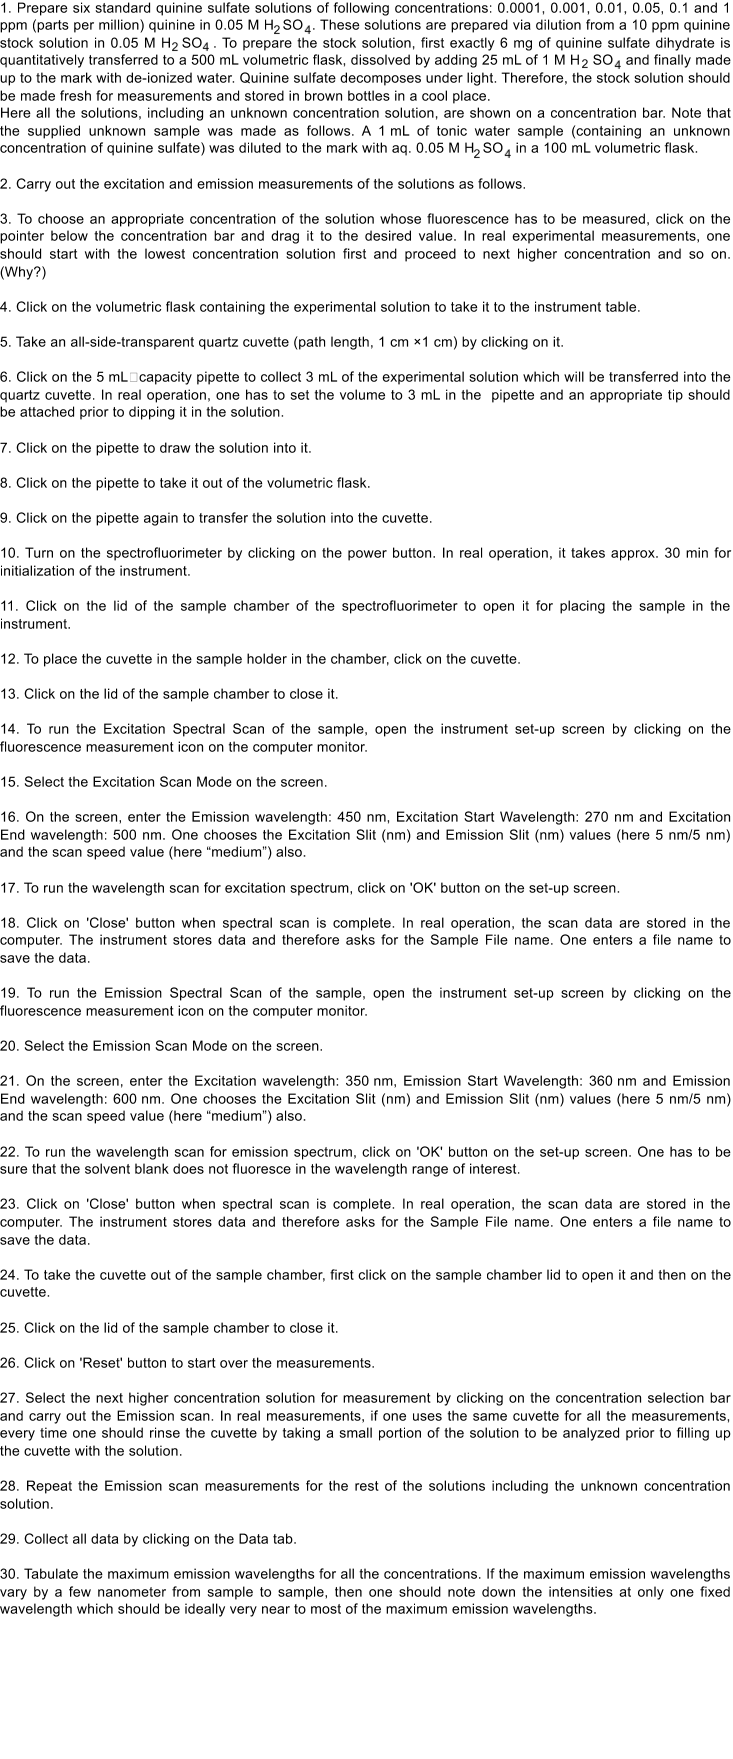 1. Prepare six standard quinine sulfate solutions of following concentrations: 0.0001, 0.001, 0.01, 0.05, 0.1 and 1
ppm (parts per million) quinine in 0.05 M H2 SO4. These solutions are prepared via dilution from a 10 ppm quinine
stock solution in 0.05 M H2 SO4 . To prepare the stock solution, first exactly 6 mg of quinine sulfate dihydrate is
quantitatively transferred to a 500 mL volumetric flask, dissolved by adding 25 mL of 1 M H2 SO4 and finally made
up to the mark with de-ionized water. Quinine sulfate decomposes under light. Therefore, the stock solution should
be made fresh for measurements and stored in brown bottles in a cool place.
Here all the solutions, including an unknown concentration solution, are shown on a concentration bar. Note that
the supplied unknown sample was made as follows. A 1 mL of tonic water sample (containing an unknown
concentration of quinine sulfate) was diluted to the mark with aq. 0.05 M H2 SO4 in a 100 mL volumetric flask.
2. Carry out the excitation and emission measurements of the solutions as follows.
3. To choose an appropriate concentration of the solution whose fluorescence has to be measured, click on the
pointer below the concentration bar and drag it to the desired value. In real experimental measurements, one
should start with the lowest concentration solution first and proceed to next higher concentration and so on.
(Why?)
4. Click on the volumetric flask containing the experimental solution to take it to the instrument table.
5. Take an all-side-transparent quartz cuvette (path length, 1 cm ×1 cm) by clicking on it.
6. Click on the 5 mL□capacity pipette to collect 3 mL of the experimental solution which will be transferred into the
quartz cuvette. In real operation, one has to set the volume to 3 mL in the pipette and an appropriate tip should
be attached prior to dipping it in the solution.
7. Click on the pipette to draw the solution into it.
8. Click on the pipette to take it out of the volumetric flask.
9. Click on the pipette again to transfer the solution into the cuvette.
10. Turn on the spectrofluorimeter by clicking on the power button. In real operation, it takes approx. 30 min for
initialization of the instrument.
11. Click on the lid of the sample chamber of the spectrofluorimeter to open it for placing the sample in the
instrument.
12. To place the cuvette in the sample holder in the chamber, click on the cuvette.
13. Click on the lid of the sample chamber to close it.
14. To run the Excitation Spectral Scan of the sample, open the instrument set-up screen by clicking on the
fluorescence measurement icon on the computer monitor.
15. Select the Excitation Scan Mode on the screen.
16. On the screen, enter the Emission wavelength: 450 nm, Excitation Start Wavelength: 270 nm and Excitation
End wavelength: 500 nm. One chooses the Excitation Slit (nm) and Emission Slit (nm) values (here 5 nm/5 nm)
and the scan speed value (here “medium”) also.
17. To run the wavelength scan for excitation spectrum, click on 'OK' button on the set-up screen.
18. Click on 'Close' button when spectral scan is complete. In real operation, the scan data are stored in the
computer. The instrument stores data and therefore asks for the Sample File name. One enters a file name to
save the data.
19. To run the Emission Spectral Scan of the sample, open the instrument set-up screen by clicking on the
fluorescence measurement icon on the computer monitor.
20. Select the Emission Scan Mode on the screen.
21. On the screen, enter the Excitation wavelength: 350 nm, Emission Start Wavelength: 360 nm and Emission
End wavelength: 600 nm. One chooses the Excitation Slit (nm) and Emission Slit (nm) values (here 5 nm/5 nm)
and the scan speed value (here “medium”) also.
22. To run the wavelength scan for emission spectrum, click on 'OK' button on the set-up screen. One has to be
sure that the solvent blank does not fluoresce in the wavelength range of interest.
23. Click on 'Close' button when spectral scan is complete. In real operation, the scan data are stored in the
computer. The instrument stores data and therefore asks for the Sample File name. One enters a file name to
save the data.
24. To take the cuvette out of the sample chamber, first click on the sample chamber lid to open it and then on the
cuvette.
25. Click on the lid of the sample chamber to close it.
26. Click on 'Reset' button to start over the measurements.
27. Select the next higher concentration solution for measurement by clicking on the concentration selection bar
and carry out the Emission scan. In real measurements, if one uses the same cuvette for all the measurements,
every time one should rinse the cuvette by taking a small portion of the solution to be analyzed prior to filling up
the cuvette with the solution.
28. Repeat the Emission scan measurements for the rest of the solutions including the unknown concentration
solution.
29. Collect all data by clicking on the Data tab.
30. Tabulate the maximum emission wavelengths for all the concentrations. If the maximum emission wavelengths
vary by a few nanometer from sample to sample, then one should note down the intensities at only one fixed
wavelength which should be ideally very near to most of the maximum emission wavelengths.